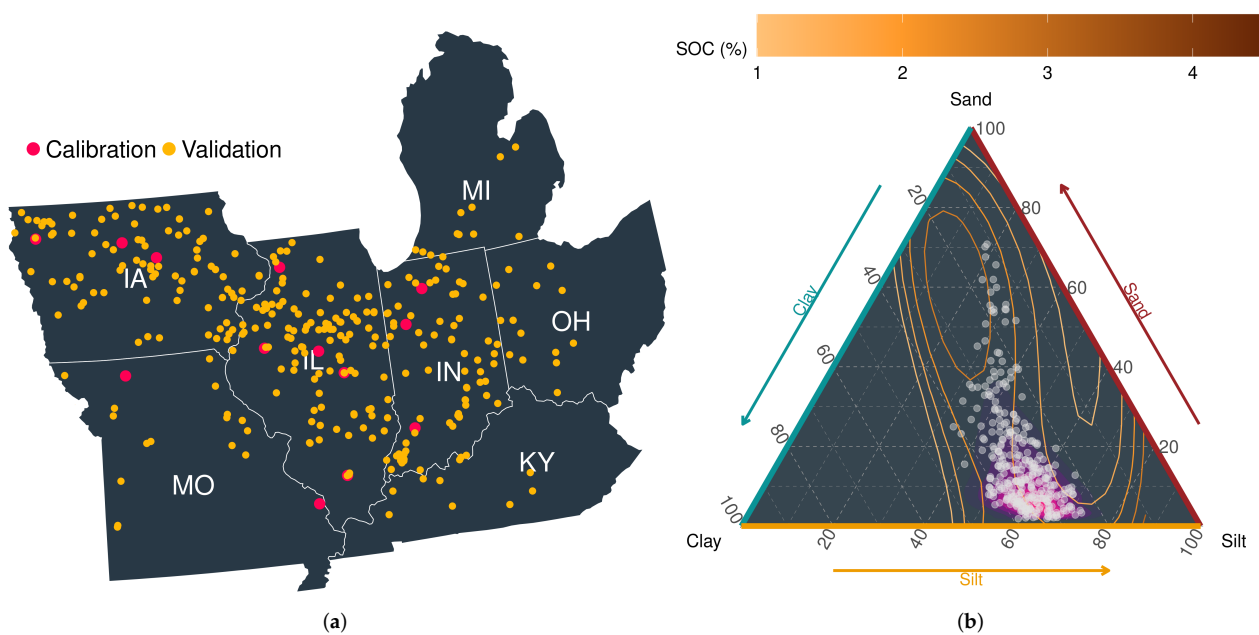 SOC (%)
1 2 3 4
Calibration Validation
MI
IA
IL
IN
OH
MO
KY
(a)
Sand
100
80
60
40
20
20
40
60
80
100
Clay
Sand
Clay
Silt
20 40 60 80 100
Silt
(b)